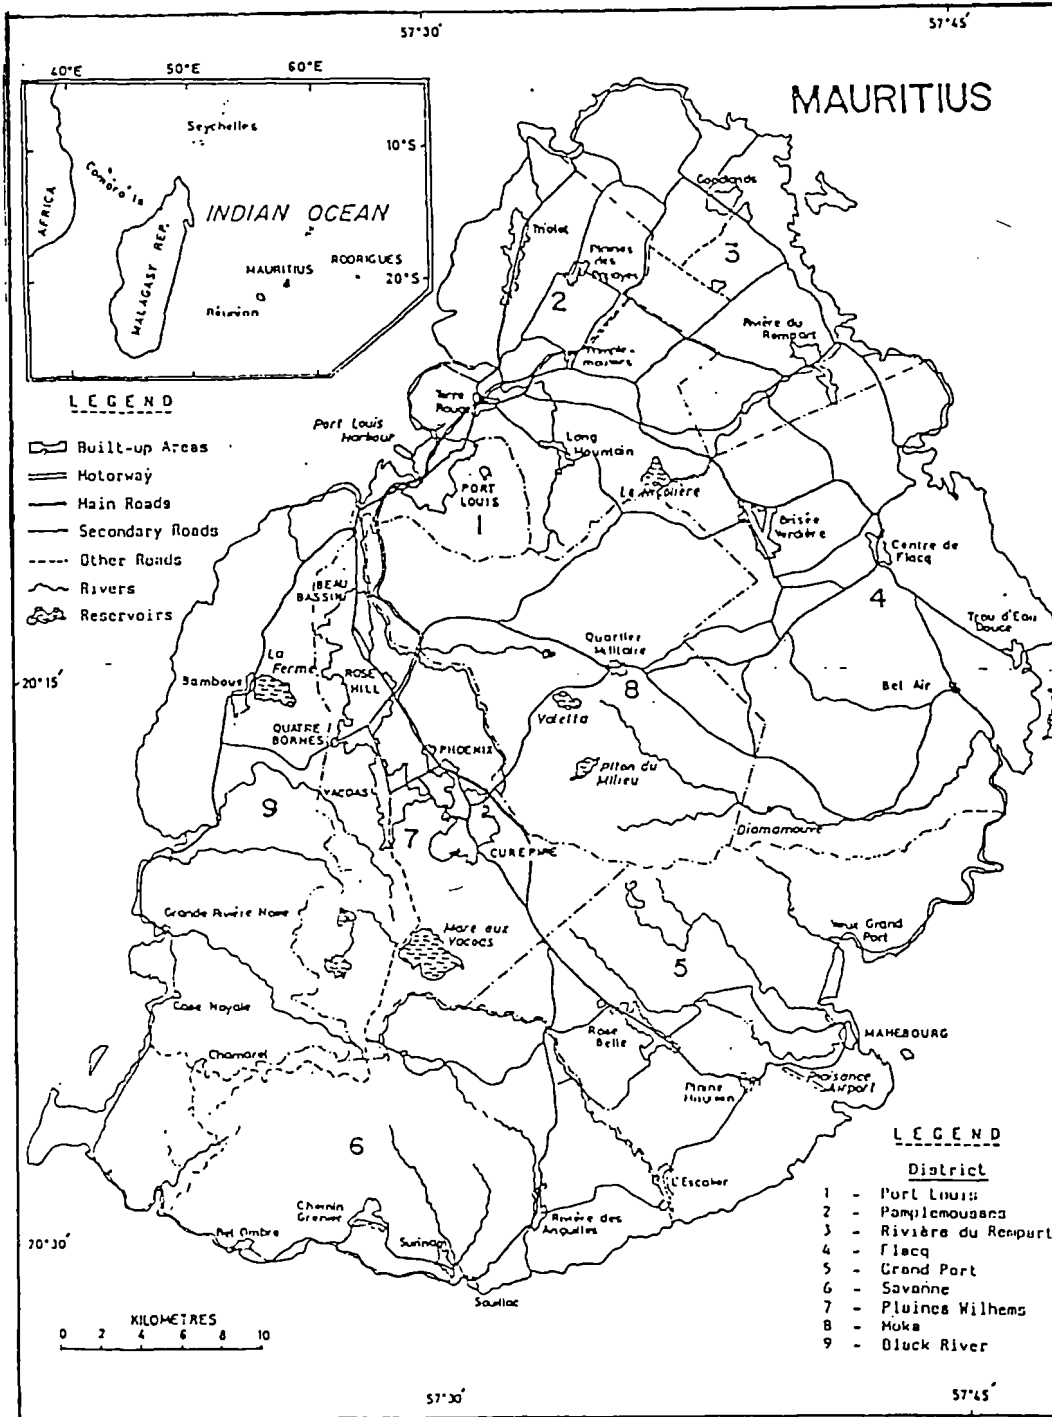 57°30'
57°45'
MAURITIUS
40°E
50°E
60°E
Seychelles
10°S
Comoro Is
AFRICA
INDIAN OCEAN
MALAGASY REP.
MAURITIUS
RODRIGUES
20°S
Réunion
LEGEND
Built-up Areas
Motorway
Main Roads
Secondary Roads
Other Roads
Rivers
Reservoirs
Goodlands
Triolet
Plaines
des
Papayes
3
2
Rivière du
Rempart
Pample-
mousses
Terre
Rouge
Port Louis
Harbour
Long
Mountain
PORT
LOUIS
1
La Nicolière
Brisée
Verdière
Centre de
Flacq
4
BEAU
BASSIN
Trou d'Eau
Douce
Quartier
Militaire
La
Ferme
Bambous
ROSE
HILL
20°15'
8
Bel Air
Valetta
QUATRE
BORNES
PHOENIX
Piton du
Milieu
VACOAS
9
7
Diamamouve
CUREPIPE
Grande Rivière Noire
Mare aux
Vacoas
Vieux Grand
Port
5
Case Noyale
Rose
Belle
MAHEBOURG
Chamarel
Plaine
Magnien
Plaisance
Airport
6
L'Escalier
Chemin
Grenier
Rivière des
Anguilles
Bel Ombre
Surinam
20°30'
Souillac
LEGEND
District
1 - Port Louis
2 - Pamplemousses
3 - Rivière du Rempart
4 - Flacq
5 - Grand Port
6 - Savanne
7 - Plaines Wilhems
8 - Moka
9 - Black River
KILOMETRES
0 2 4 6 8 10
57°30'
57°45'